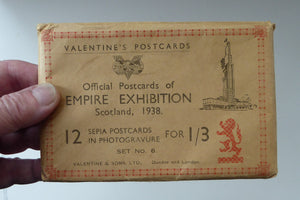 VALENTINE'S POSTCARDS
Official Postcards of
EMPIRE EXHIBITION
Scotland, 1938.
12 SEPIA POSTCARDS IN PHOTOGRAVURE FOR 1/3
SET No. 6
VALENTINE & SONS, LTD., Dundee and London.